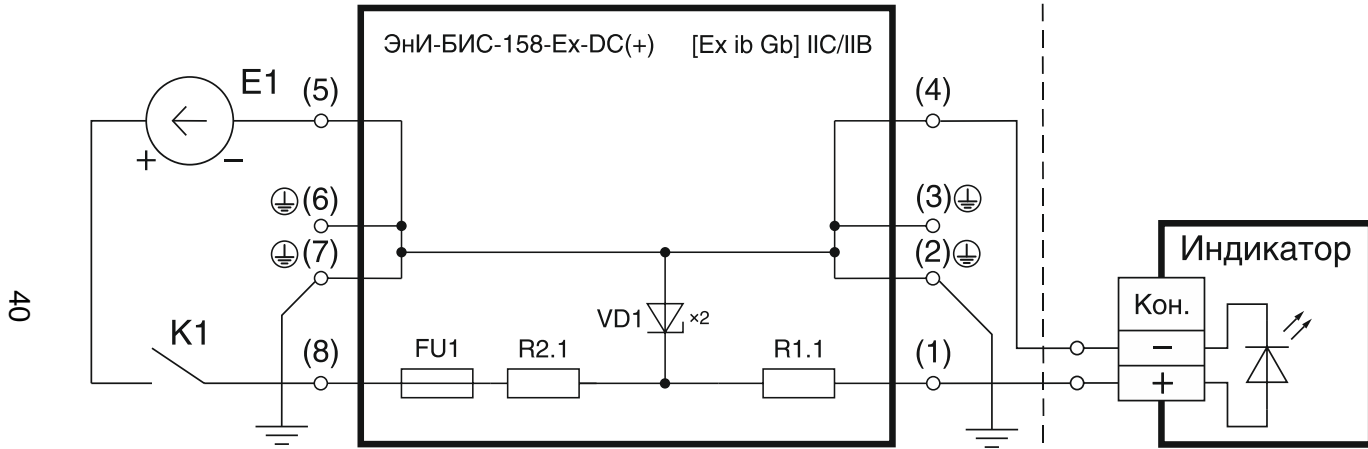 ЭнИ-БИС-158-Ex-DC(+) [Ex ib Gb] IIC/IIB
E1
(5)
(4)
+ −
(6)
(3)
(7)
(2)
Индикатор
Кон.
40
VD1 ×2
K1
(8)
FU1
R2.1
R1.1
(1)
−
+